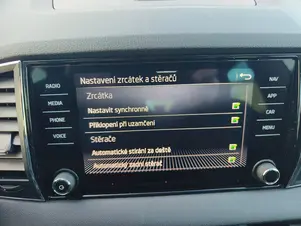 Nastavení zrcátek a stěračů
RADIO
MEDIA
PHONE
VOICE
Zrcátka
Nastavit synchronně
Přiklopení při uzamčení
Stěrače
Automatické stírání za deště
Automatický zadní stěrač
NAV
APP
CAR
MENU